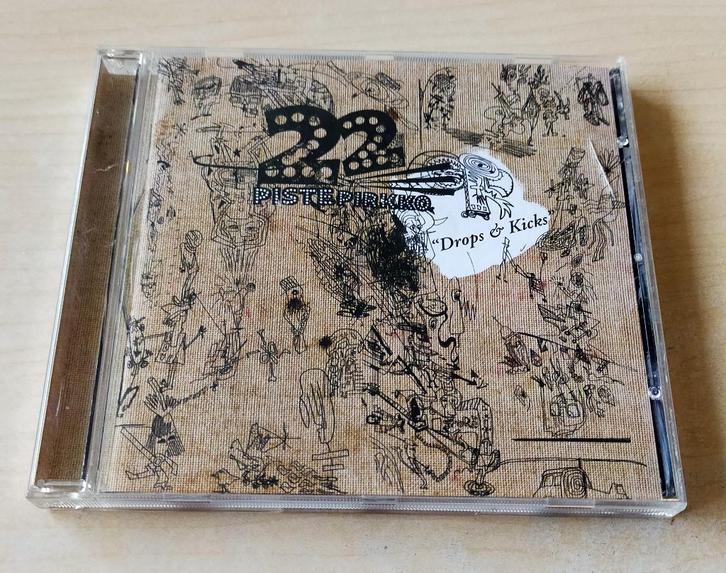 22
PISTEPIRKKO
"Drops & Kicks"